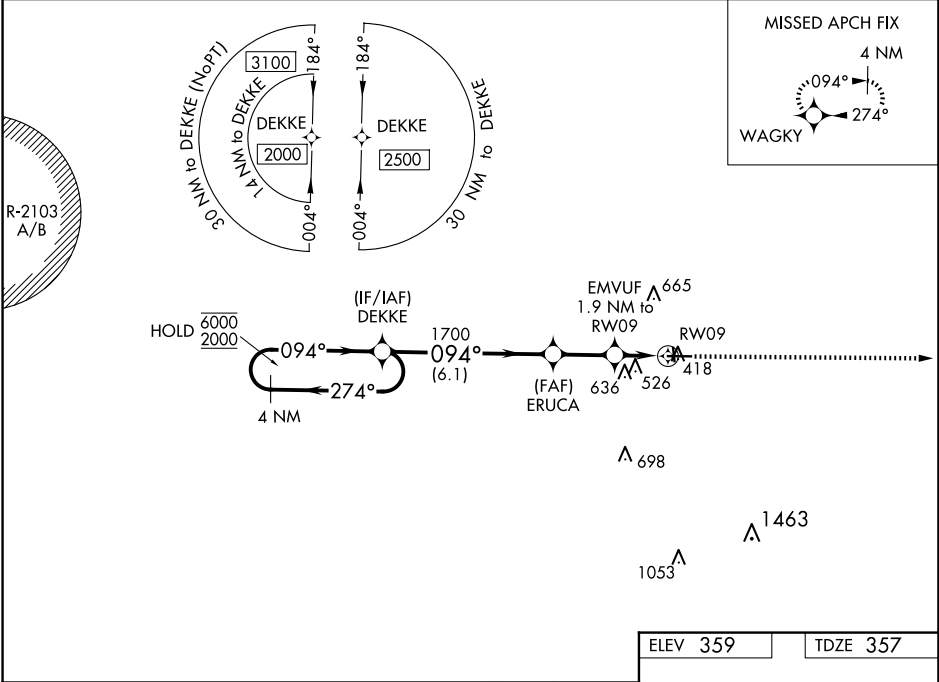 MISSED APCH FIX
4 NM
094°
274°
WAGKY
30 NM to DEKKE (NoPT)
14 NM to DEKKE
3100
184°
DEKKE
2000
004°
184°
DEKKE
2500
004°
30 NM to DEKKE
R-2103
A/B
HOLD 6000
2000
094°
274°
4 NM
(IF/IAF)
DEKKE
1700
094°
(6.1)
(FAF)
ERUCA
EMVUF
1.9 NM to
RW09
665
RW09
418
636
526
698
1463
1053
ELEV 359
TDZE 357